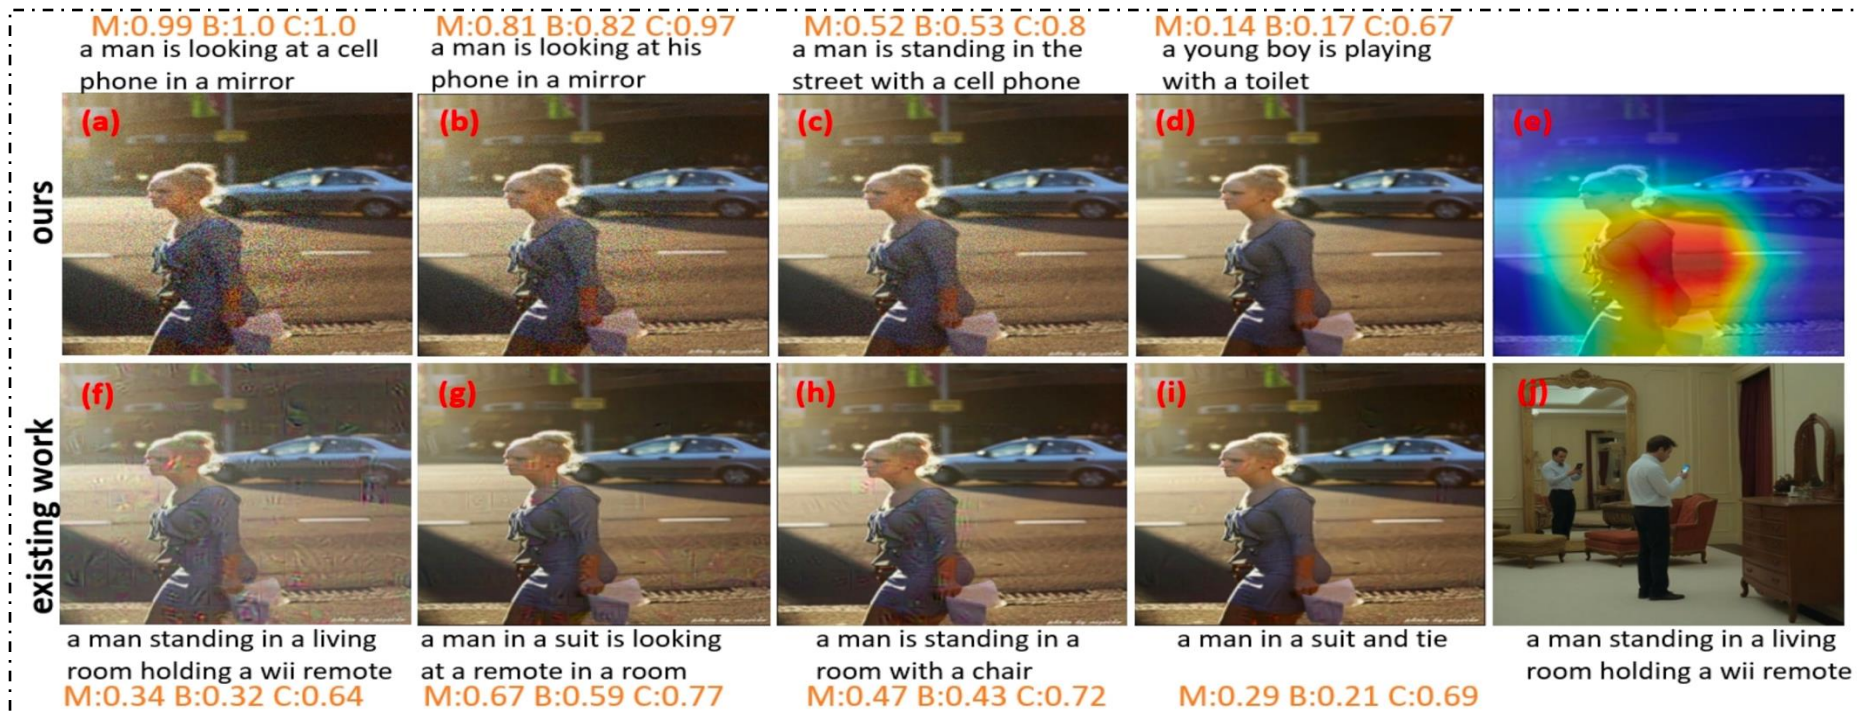 M:0.99 B:1.0 C:1.0
a man is looking at a cell
phone in a mirror
M:0.81 B:0.82 C:0.97
a man is looking at his
phone in a mirror
M:0.52 B:0.53 C:0.8
a man is standing in the
street with a cell phone
M:0.14 B:0.17 C:0.67
a young boy is playing
with a toilet
ours
(a)
(b)
(c)
(d)
(e)
existing work
(f)
(g)
(h)
(i)
(j)
a man standing in a living
room holding a wii remote
M:0.34 B:0.32 C:0.64
a man in a suit is looking
at a remote in a room
M:0.67 B:0.59 C:0.77
a man is standing in a
room with a chair
M:0.47 B:0.43 C:0.72
a man in a suit and tie
M:0.29 B:0.21 C:0.69
a man standing in a living
room holding a wii remote